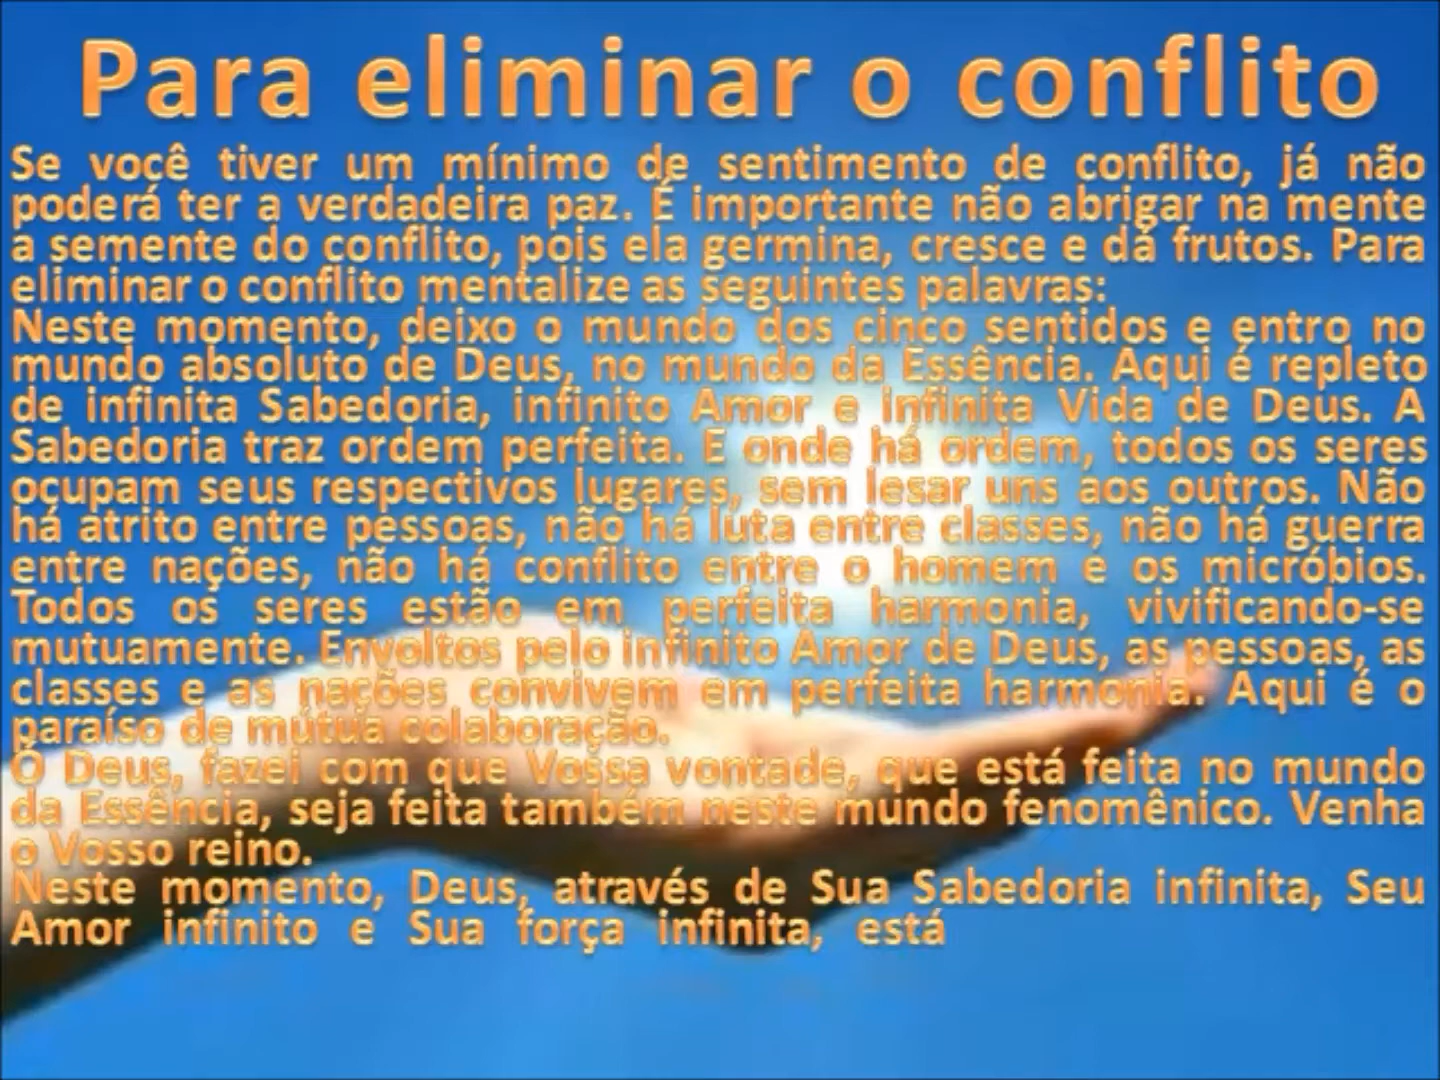 Para eliminar o conflito
Se você tiver um mínimo de sentimento de conflito, já não
poderá ter a verdadeira paz. É importante não abrigar na mente
a semente do conflito, pois ela germina, cresce e dá frutos. Para
eliminar o conflito mentalize as seguintes palavras:
Neste momento, deixo o mundo dos cinco sentidos e entro no
mundo absoluto de Deus, no mundo da Essência. Aqui é repleto
de infinita Sabedoria, infinito Amor e infinita Vida de Deus. A
Sabedoria traz ordem perfeita. E onde há ordem, todos os seres
ocupam seus respectivos lugares, sem lesar uns aos outros. Não
há atrito entre pessoas, não há luta entre classes, não há guerra
entre nações, não há conflito entre o homem e os micróbios.
Todos os seres estão em perfeita harmonia, vivificando-se
mutuamente. Envoltos pelo infinito Amor de Deus, as pessoas, as
classes e as nações convivem em perfeita harmonia. Aqui é o
paraíso de mútua colaboração.
Ó Deus, fazei com que Vossa vontade, que está feita no mundo
da Essência, seja feita também neste mundo fenomênico. Venha
o Vosso reino.
Neste momento, Deus, através de Sua Sabedoria infinita, Seu
Amor infinito e Sua força infinita, está